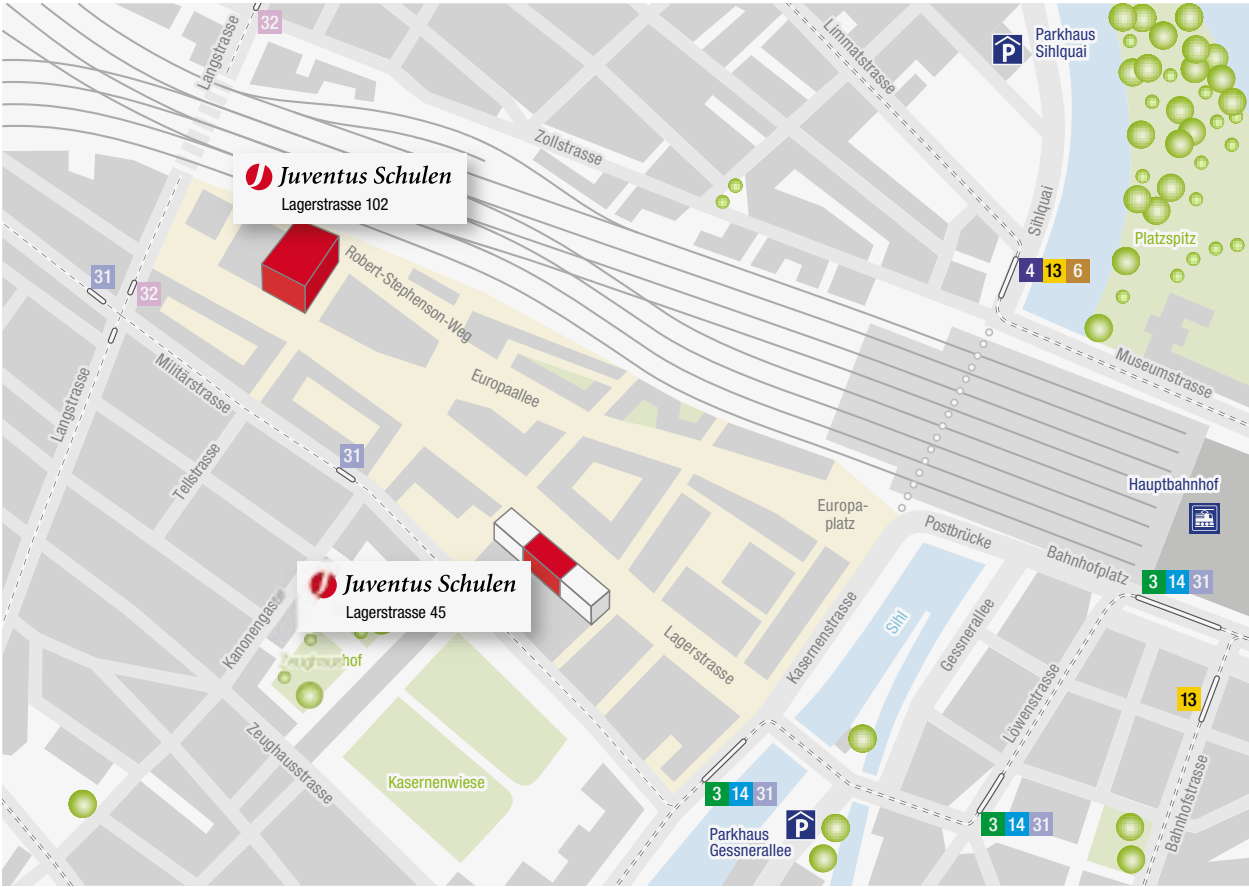 32
Langstrasse
Limmatstrasse
Parkhaus
Sihlquai
P
Zollstrasse
Juventus Schulen
Lagerstrasse 102
Sihlquai
Platzspitz
4 13 6
31
32
Robert-Stephenson-Weg
Museumstrasse
Militärstrasse
Europaallee
Langstrasse
31
Tellstrasse
Hauptbahnhof
Europa-
platz
Postbrücke
Bahnhofplatz
3 14 31
Juventus Schulen
Lagerstrasse 45
Kanonengasse
hof
Lagerstrasse
Kasernenstrasse
Sihl
Gessnerallee
Löwenstrasse
13
Zeughausstrasse
Kasernenwiese
3 14 31
Parkhaus
Gessnerallee
P
3 14 31
Bahnhofstrasse